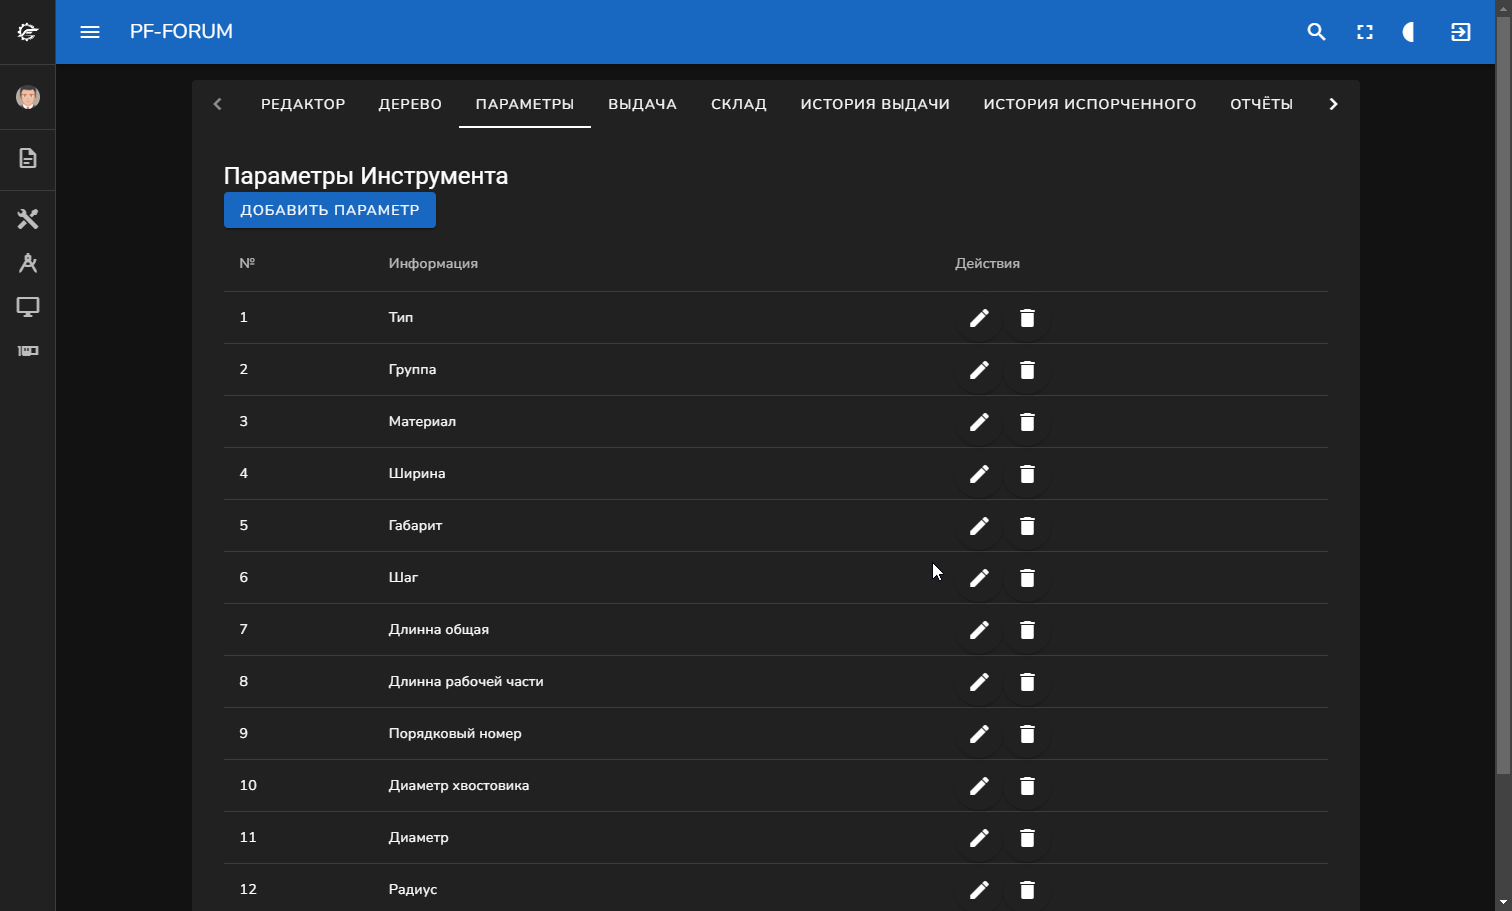 PF-FORUM
РЕДАКТОР ДЕРЕВО ПАРАМЕТРЫ ВЫДАЧА СКЛАД ИСТОРИЯ ВЫДАЧИ ИСТОРИЯ ИСПОРЧЕННОГО ОТЧЁТЫ
Параметры Инструмента
ДОБАВИТЬ ПАРАМЕТР
№ Информация Действия
1 Тип
2 Группа
3 Материал
4 Ширина
5 Габарит
6 Шаг
7 Длинна общая
8 Длинна рабочей части
9 Порядковый номер
10 Диаметр хвостовика
11 Диаметр
12 Радиус